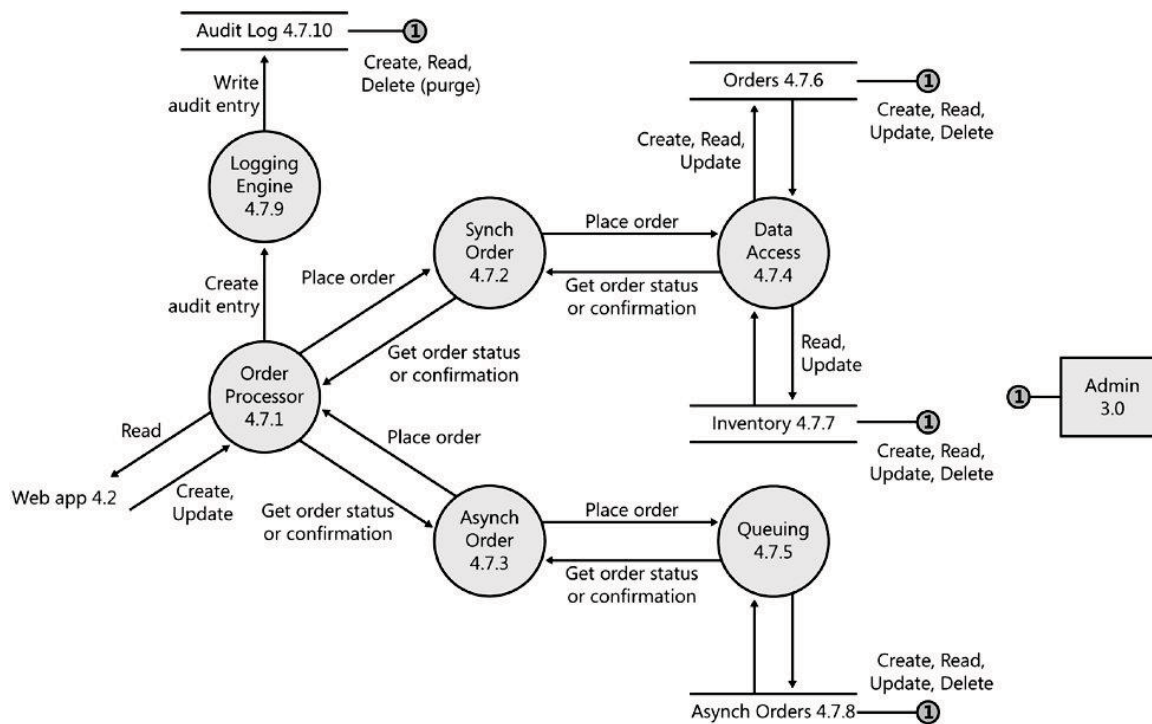 Audit Log 4.7.10
1
Create, Read,
Delete (purge)
Write
audit entry
Logging
Engine
4.7.9
Create
audit entry
Orders 4.7.6
1
Create, Read,
Update, Delete
Create, Read,
Update
Synch
Order
4.7.2
Place order
Data
Access
4.7.4
Get order status
or confirmation
Place order
Get order status
or confirmation
Order
Processor
4.7.1
Read,
Update
Inventory 4.7.7
1
Create, Read,
Update, Delete
1
Admin
3.0
Read
Web app 4.2
Create,
Update
Place order
Get order status
or confirmation
Asynch
Order
4.7.3
Place order
Get order status
or confirmation
Queuing
4.7.5
Create, Read,
Update, Delete
Asynch Orders 4.7.8
1